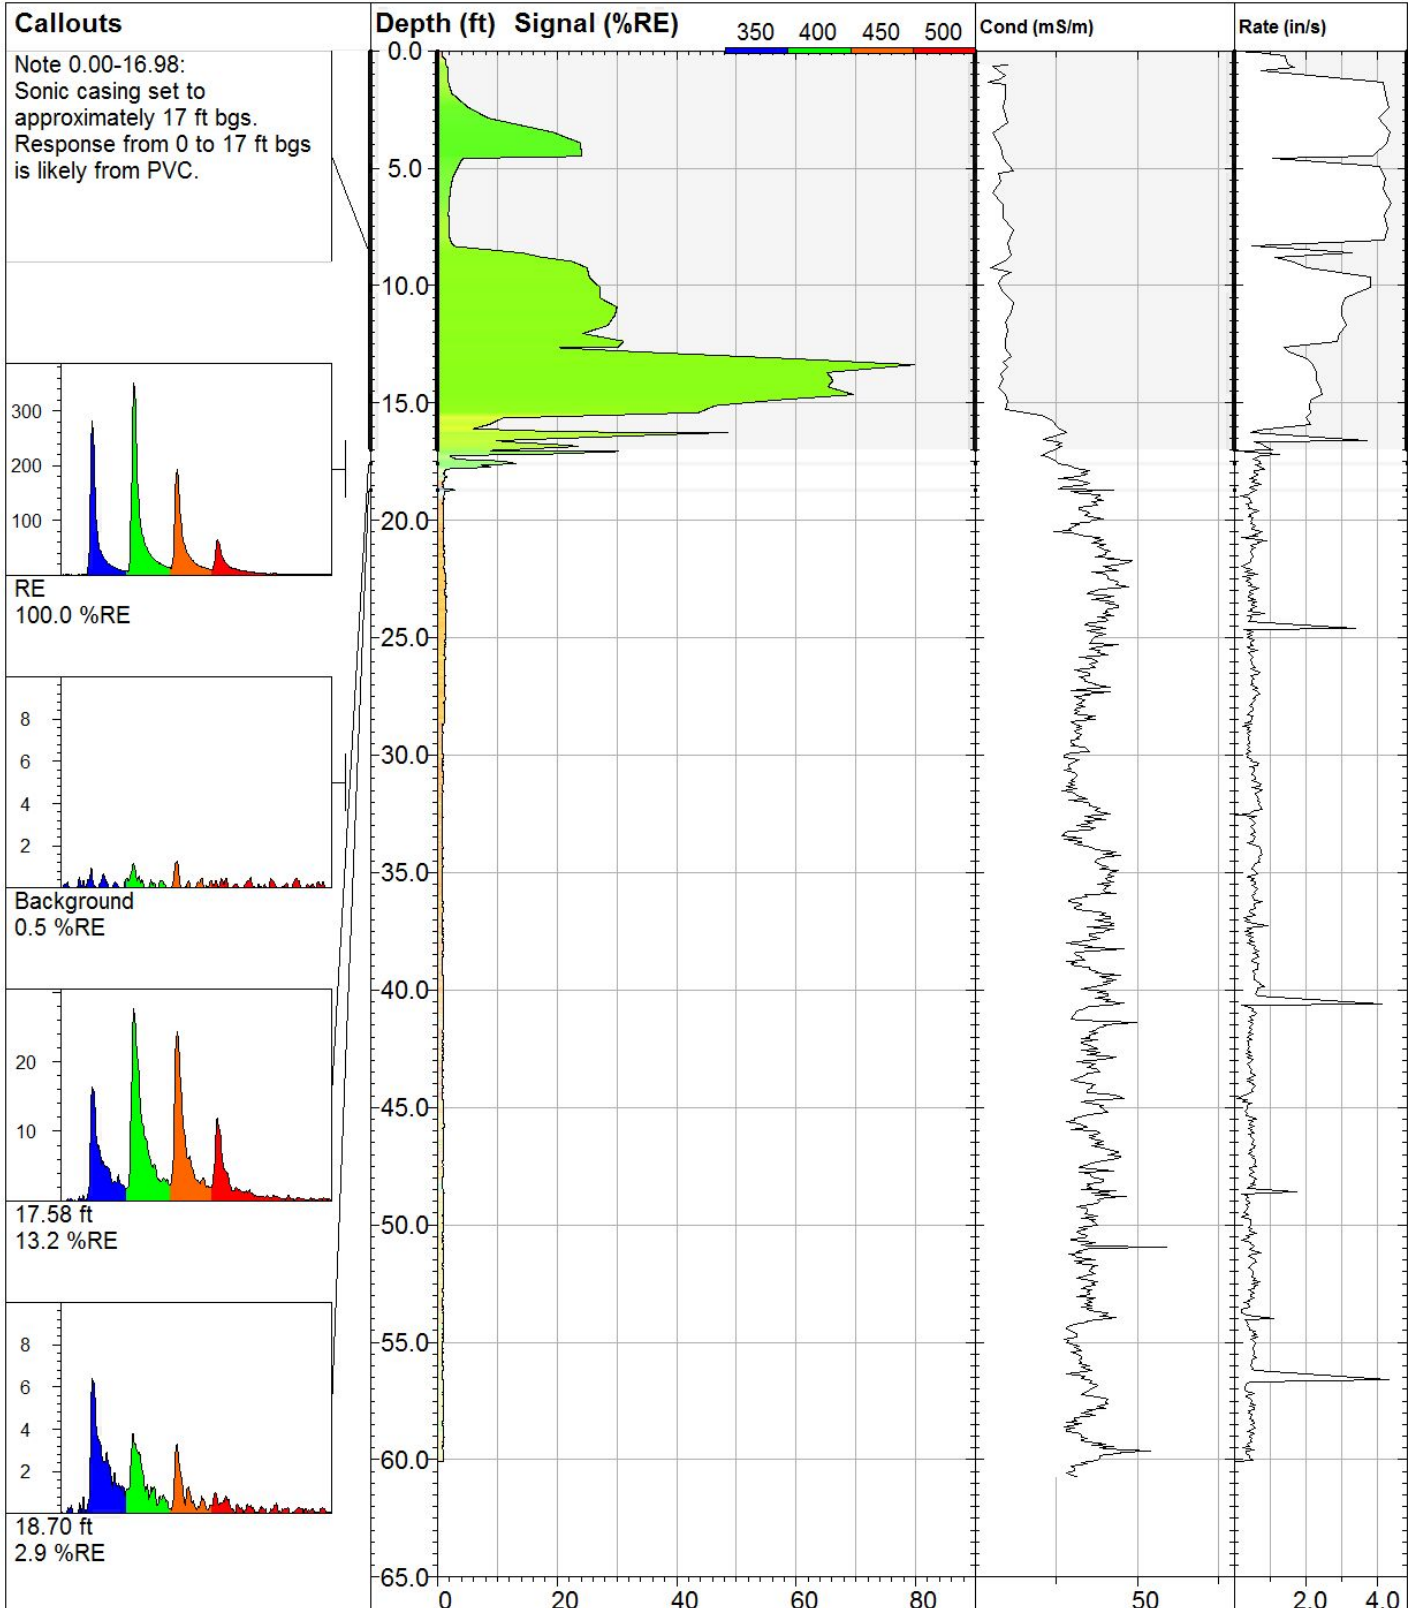 Callouts
Depth (ft) Signal (%RE)
350 400 450 500
Cond (mS/m)
Rate (in/s)
Note 0.00-16.98:
Sonic casing set to
approximately 17 ft bgs.
Response from 0 to 17 ft bgs
is likely from PVC.
300
200
100
RE
100.0 %RE
8
6
4
2
Background
0.5 %RE
20
10
17.58 ft
13.2 %RE
8
6
4
2
18.70 ft
2.9 %RE
0.0
5.0
10.0
15.0
20.0
25.0
30.0
35.0
40.0
45.0
50.0
55.0
60.0
65.0
0 20 40 60 80
50
2.0 4.0